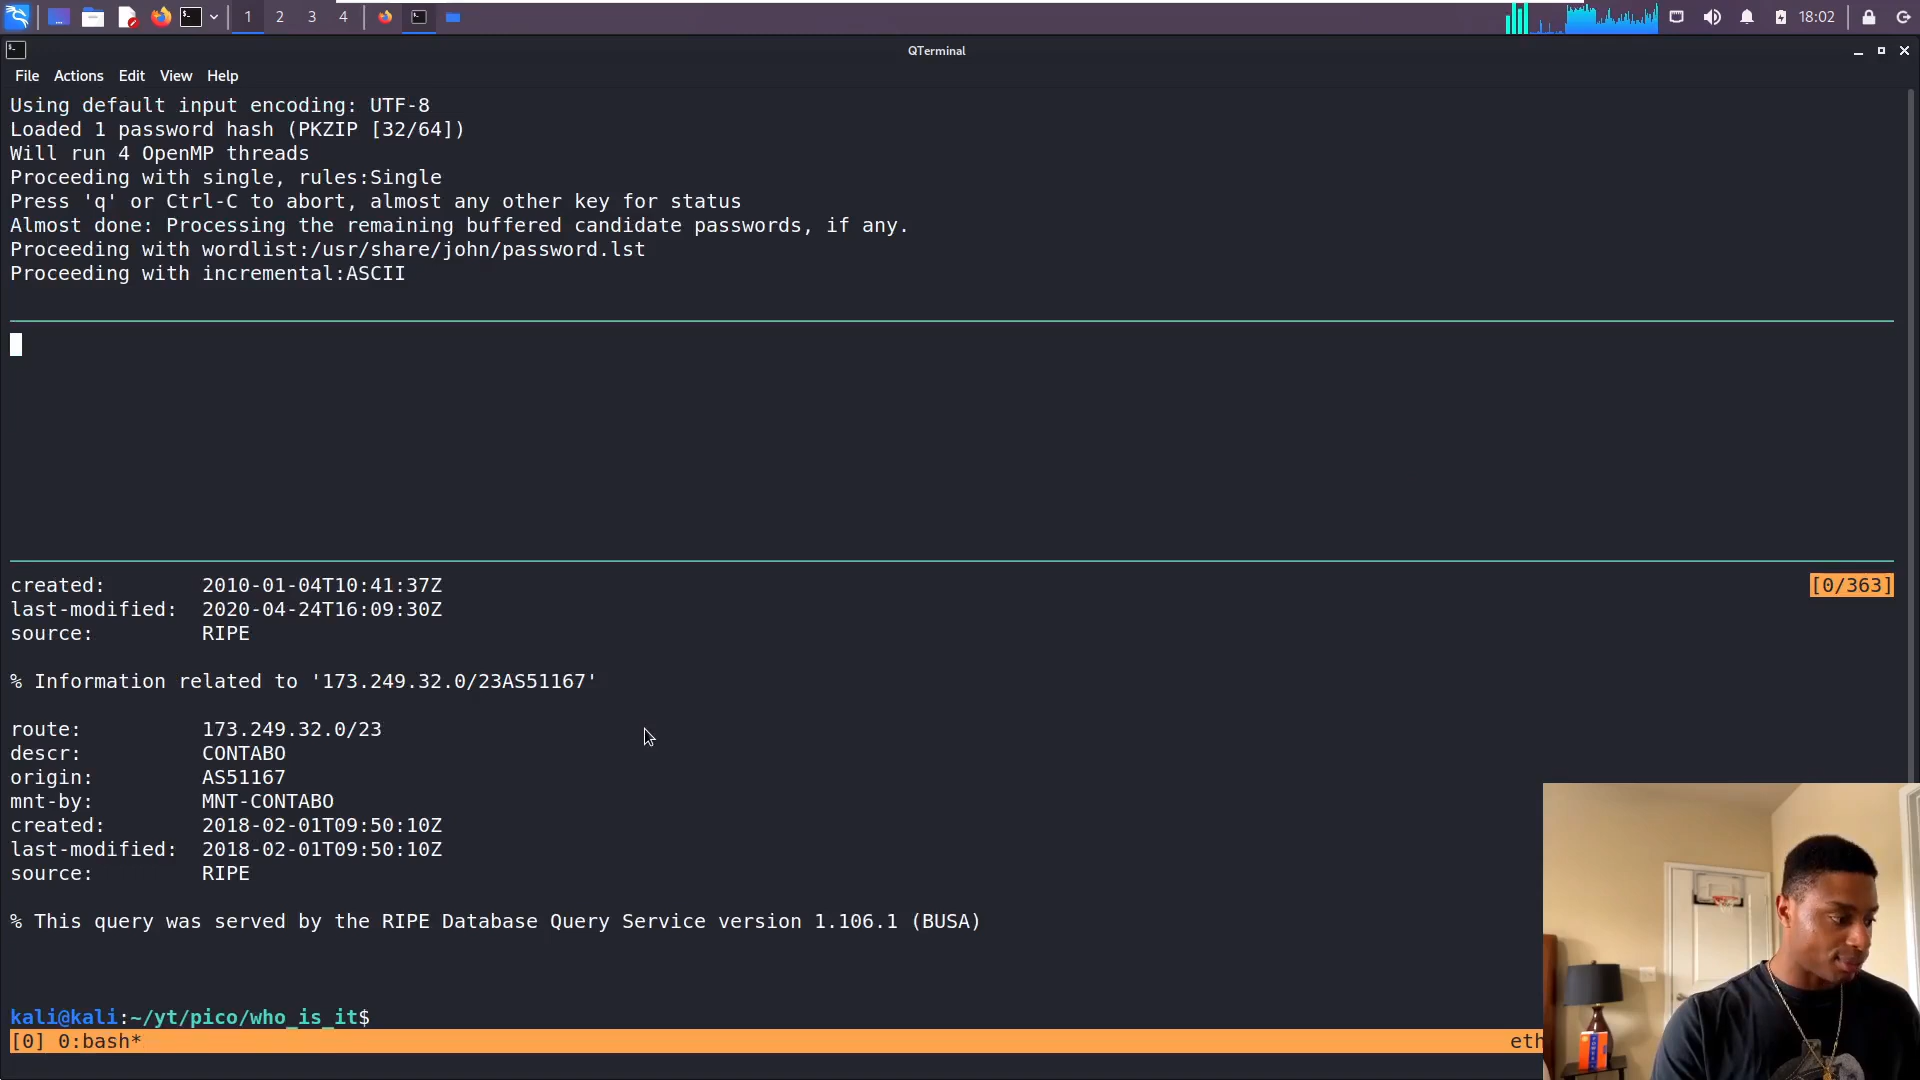 1 2 3 4
18:02
QTerminal
File Actions Edit View Help
Using default input encoding: UTF-8
Loaded 1 password hash (PKZIP [32/64])
Will run 4 OpenMP threads
Proceeding with single, rules:Single
Press 'q' or Ctrl-C to abort, almost any other key for status
Almost done: Processing the remaining buffered candidate passwords, if any.
Proceeding with wordlist:/usr/share/john/password.lst
Proceeding with incremental:ASCII
created:        2010-01-04T10:41:37Z [0/363]
last-modified:  2020-04-24T16:09:30Z
source:         RIPE
% Information related to '173.249.32.0/23AS51167'
route:          173.249.32.0/23
descr:          CONTABO
origin:         AS51167
mnt-by:         MNT-CONTABO
created:        2018-02-01T09:50:10Z
last-modified:  2018-02-01T09:50:10Z
source:         RIPE
% This query was served by the RIPE Database Query Service version 1.106.1 (BUSA)
kali@kali:~/yt/pico/who_is_it$
[0] 0:bash* eth